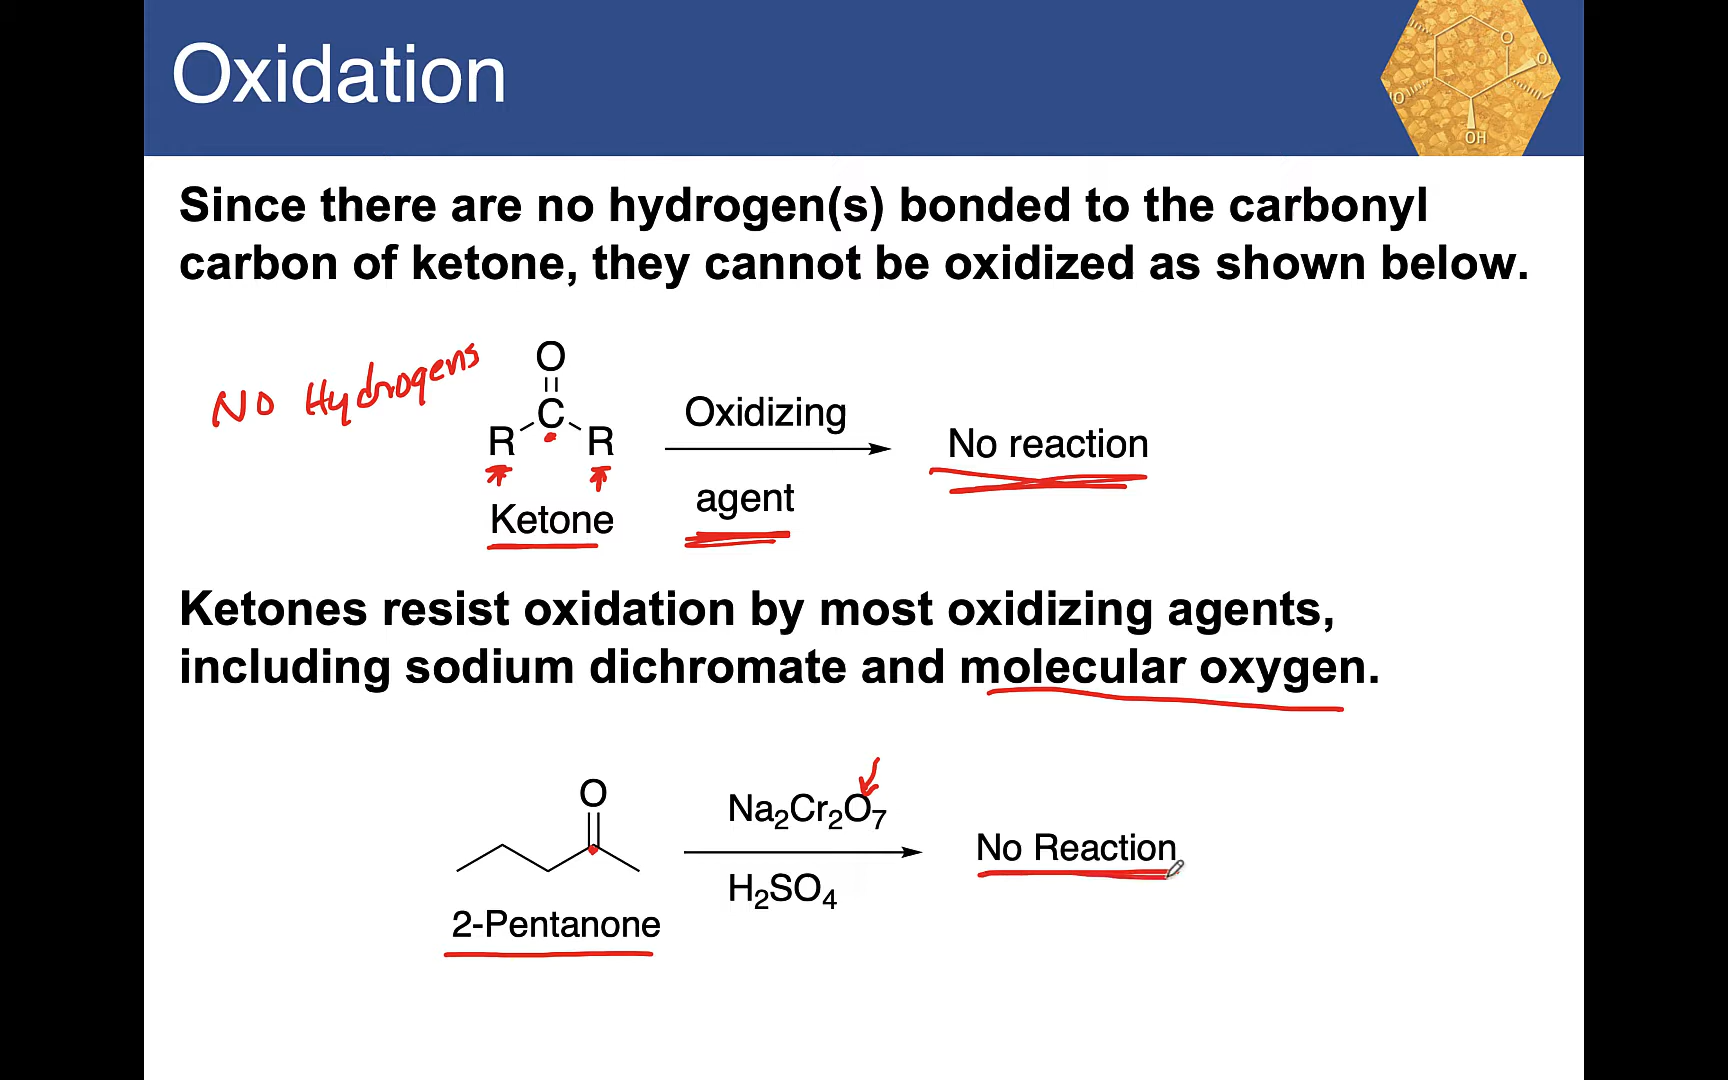 Oxidation
O
O
HO
OH
Since there are no hydrogen(s) bonded to the carbonyl
carbon of ketone, they cannot be oxidized as shown below.
NO Hydrogens
O
C
R R
Ketone
Oxidizing
agent
No reaction
Ketones resist oxidation by most oxidizing agents,
including sodium dichromate and molecular oxygen.
O
2-Pentanone
Na₂Cr₂O₇
H₂SO₄
No Reaction